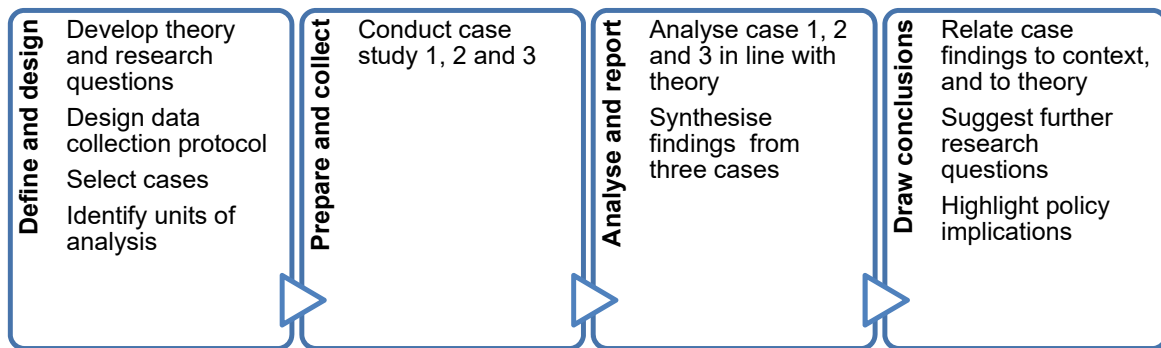 Define and design
Develop theory
and research
questions
Design data
collection protocol
Select cases
Identify units of
analysis
Prepare and collect
Conduct case
study 1, 2 and 3
Analyse and report
Analyse case 1, 2
and 3 in line with
theory
Synthesise
findings from
three cases
Draw conclusions
Relate case
findings to context,
and to theory
Suggest further
research
questions
Highlight policy
implications